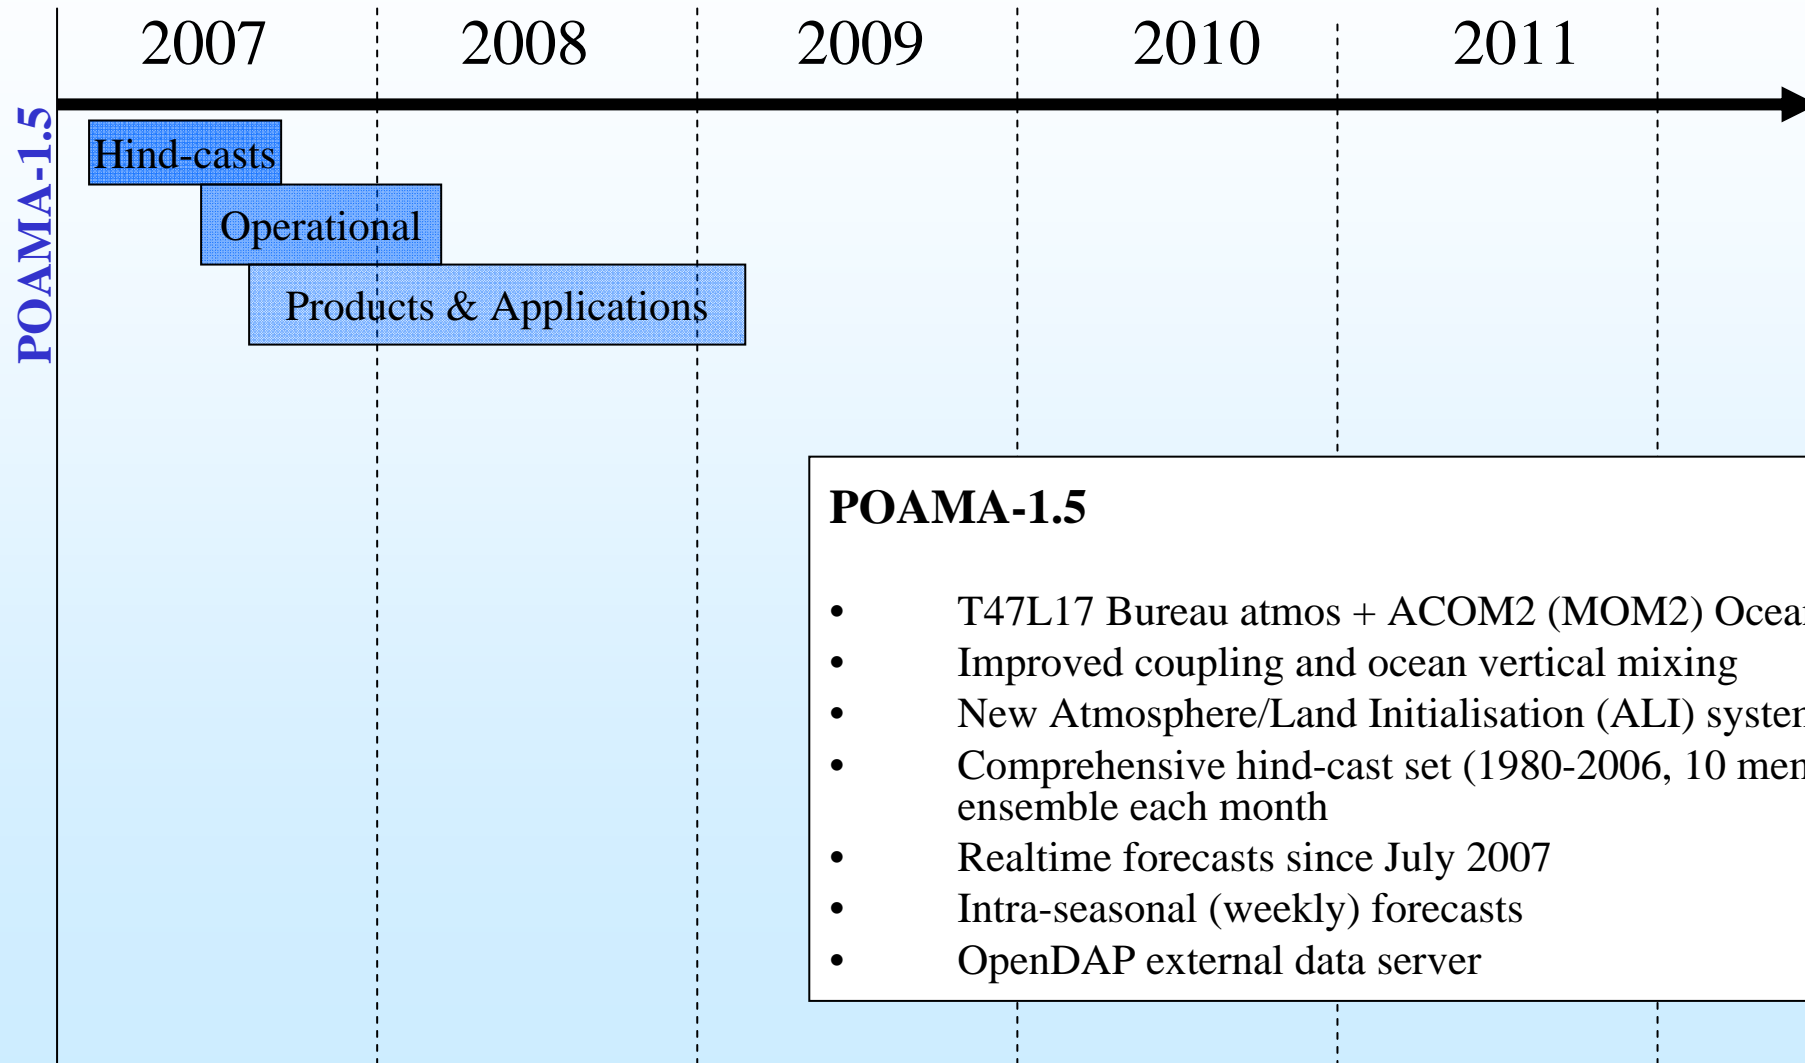 2007 2008 2009 2010 2011
POAMA-1.5
Hind-casts
Operational
Products & Applications
POAMA-1.5
• T47L17 Bureau atmos + ACOM2 (MOM2)
• Improved coupling and ocean vertical mixing
• New Atmosphere/Land Initialisation (ALI)
• Comprehensive hind-cast set (1980-2006, 10
ensemble each month
• Realtime forecasts since July 2007
• Intra-seasonal (weekly) forecasts
• OpenDAP external data server